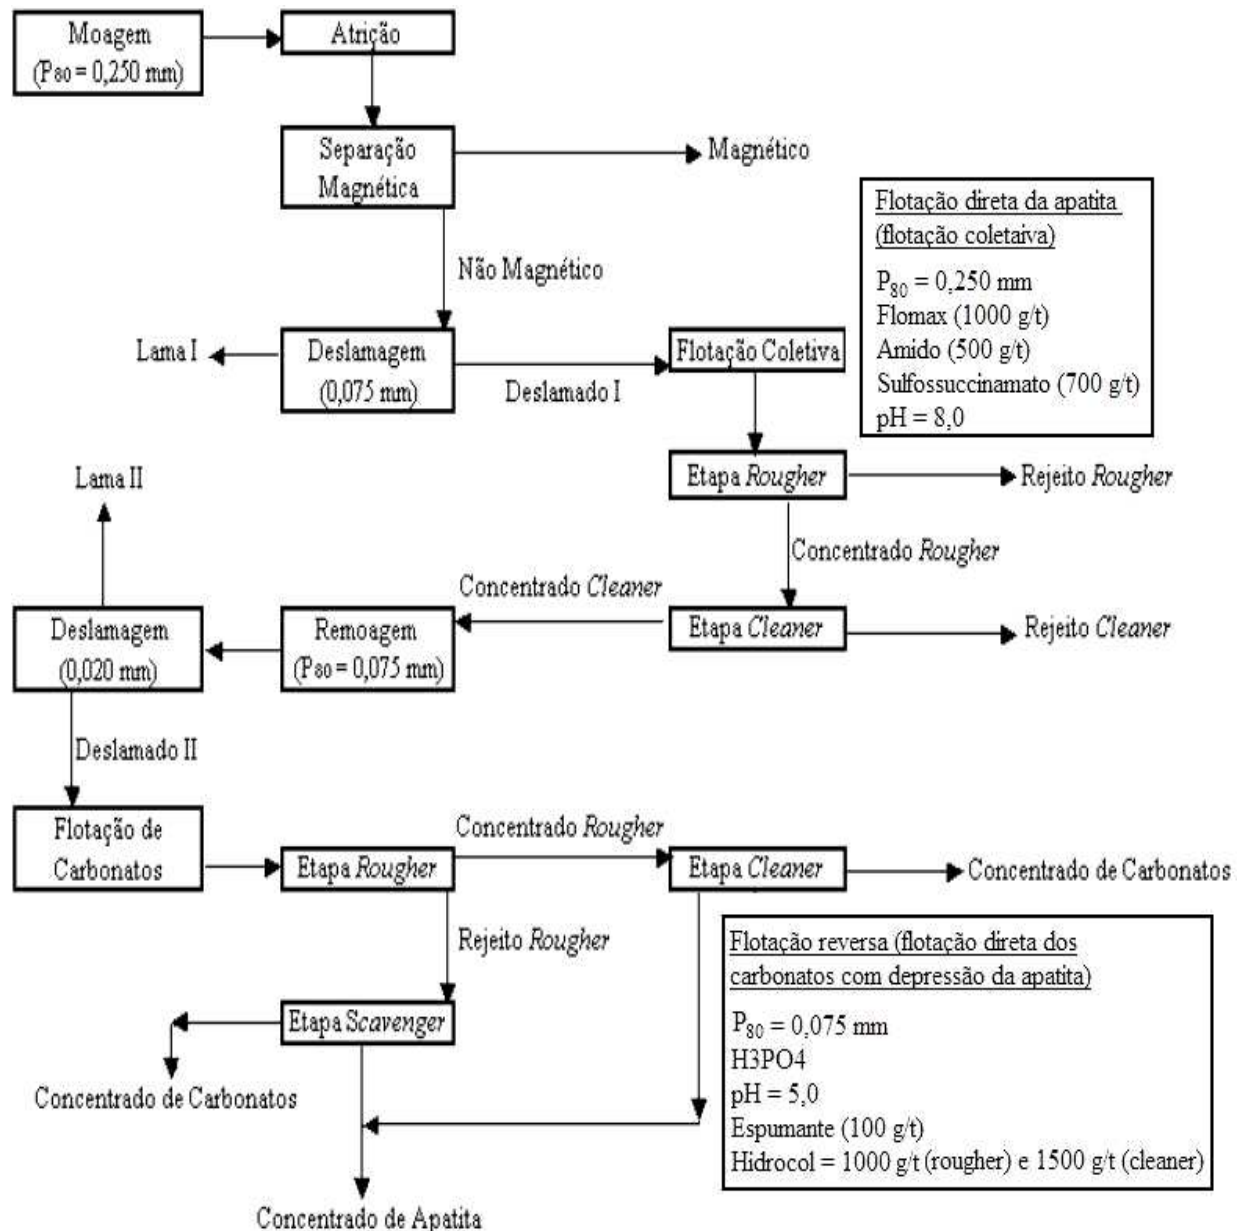 Moagem
(P80 = 0,250 mm)
Atrição
Separação
Magnética
Magnético
Não Magnético
Flotação direta da apatita
(flotação coletaiva)
P80 = 0,250 mm
Flomax (1000 g/t)
Amido (500 g/t)
Sulfossuccinamato (700 g/t)
pH = 8,0
Lama I
Deslamagem
(0,075 mm)
Deslamado I
Flotação Coletiva
Etapa Rougher
Rejeito Rougher
Concentrado Rougher
Lama II
Concentrado Cleaner
Etapa Cleaner
Rejeito Cleaner
Remoagem
(P80 = 0,075 mm)
Deslamagem
(0,020 mm)
Deslamado II
Flotação de
Carbonatos
Etapa Rougher
Concentrado Rougher
Etapa Cleaner
Concentrado de Carbonatos
Rejeito Rougher
Etapa Scavenger
Concentrado de Carbonatos
Flotação reversa (flotação direta dos
carbonatos com depressão da apatita)
P80 = 0,075 mm
H3PO4
pH = 5,0
Espumante (100 g/t)
Hidrocol = 1000 g/t (rougher) e 1500 g/t (cleaner)
Concentrado de Apatita